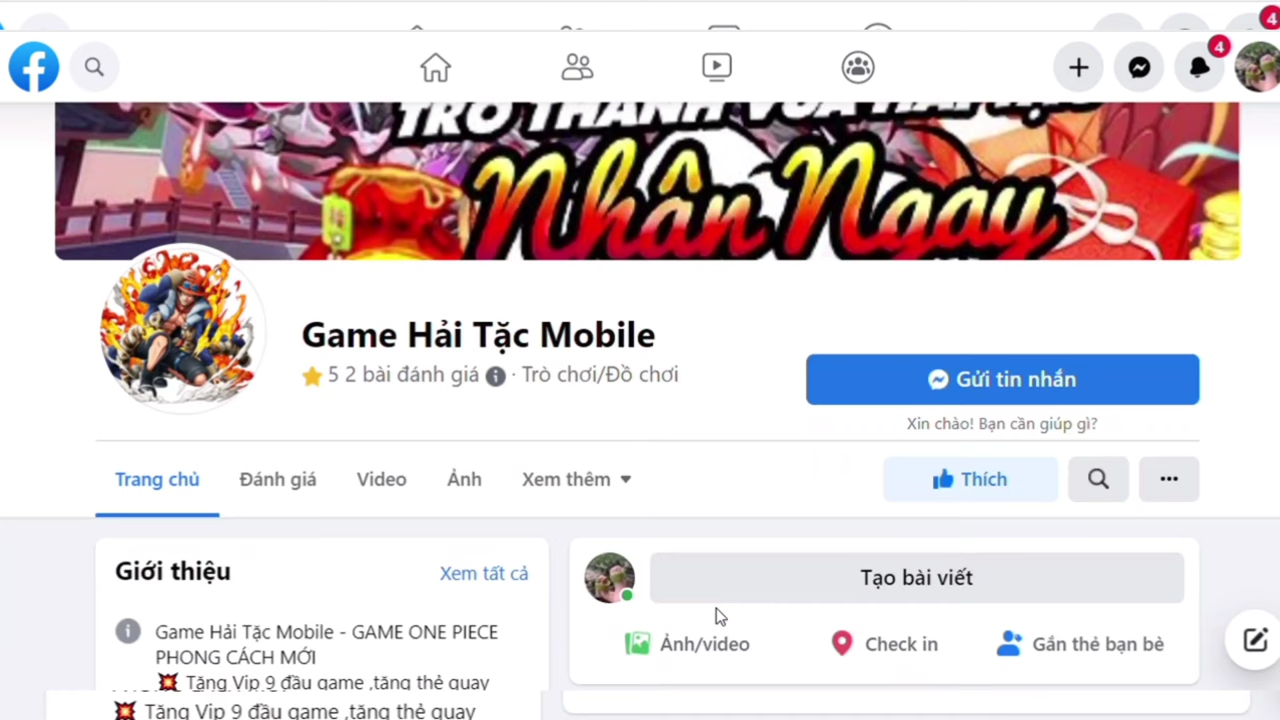 4
4
TRỞ THÀNH VUA HẢI TẶC
Nhận Ngay
Game Hải Tặc Mobile
5 2 bài đánh giá · Trò chơi/Đồ chơi
Gửi tin nhắn
Xin chào! Bạn cần giúp gì?
Trang chủ
Đánh giá
Video
Ảnh
Xem thêm
Thích
Giới thiệu
Xem tất cả
Tạo bài viết
Ảnh/video
Check in
Gắn thẻ bạn bè
Game Hải Tặc Mobile - GAME ONE PIECE
PHONG CÁCH MỚI
💥 Tặng Vip 9 đầu game ,tặng thẻ quay
💥 Tặng Vip 9 đầu game ,tặng thẻ quay